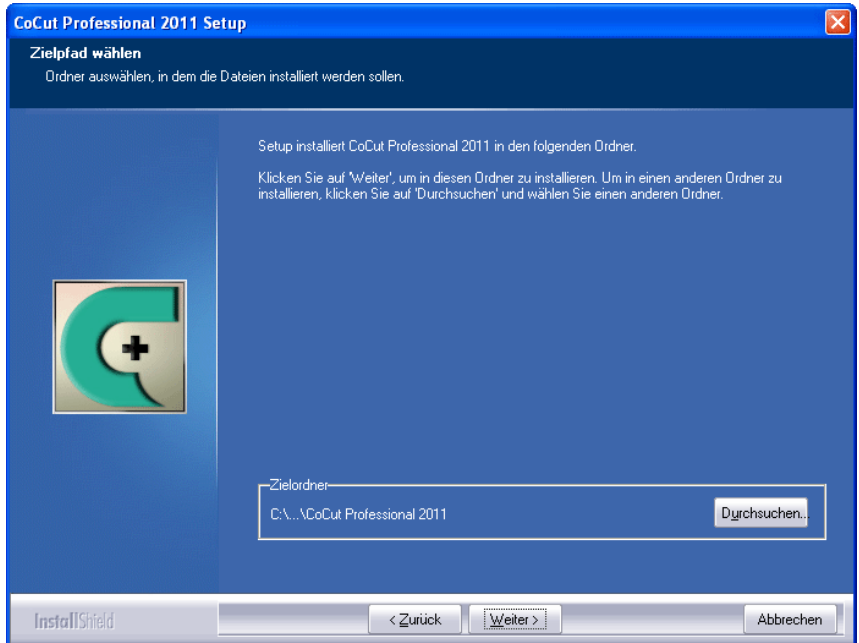 CoCut Professional 2011 Setup
Zielpfad wählen
Ordner auswählen, in dem die Dateien installiert werden sollen.
Setup installiert CoCut Professional 2011 in den folgenden Ordner.
Klicken Sie auf 'Weiter', um in diesen Ordner zu installieren. Um in einen anderen Ordner zu
installieren, klicken Sie auf 'Durchsuchen' und wählen Sie einen anderen Ordner.
Zielordner
C:\...\CoCut Professional 2011
Durchsuchen...
InstallShield
< Zurück
Weiter >
Abbrechen